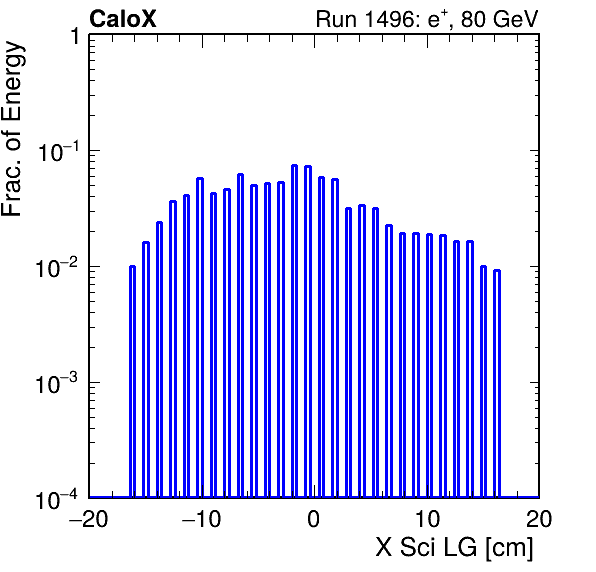 CaloX Run 1496: e⁺, 80 GeV
Frac. of Energy
1
10⁻¹
10⁻²
10⁻³
10⁻⁴
−20 −10 0 10 20
X Sci LG [cm]